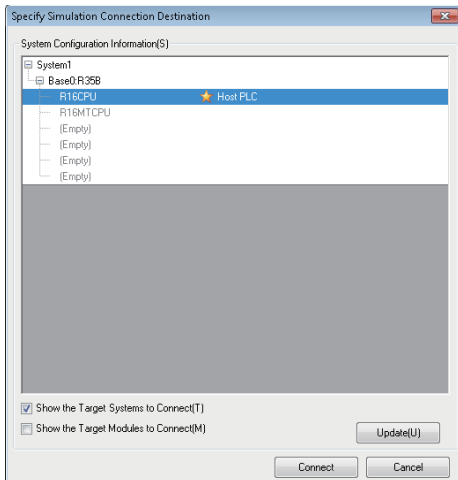 Specify Simulation Connection Destination
System Configuration Information(S)
System1
Base0:R35B
R16CPU Host PLC
R16MTCPU
(Empty)
(Empty)
(Empty)
(Empty)
Show the Target Systems to Connect(T)
Show the Target Modules to Connect(M)
Update(U)
Connect Cancel